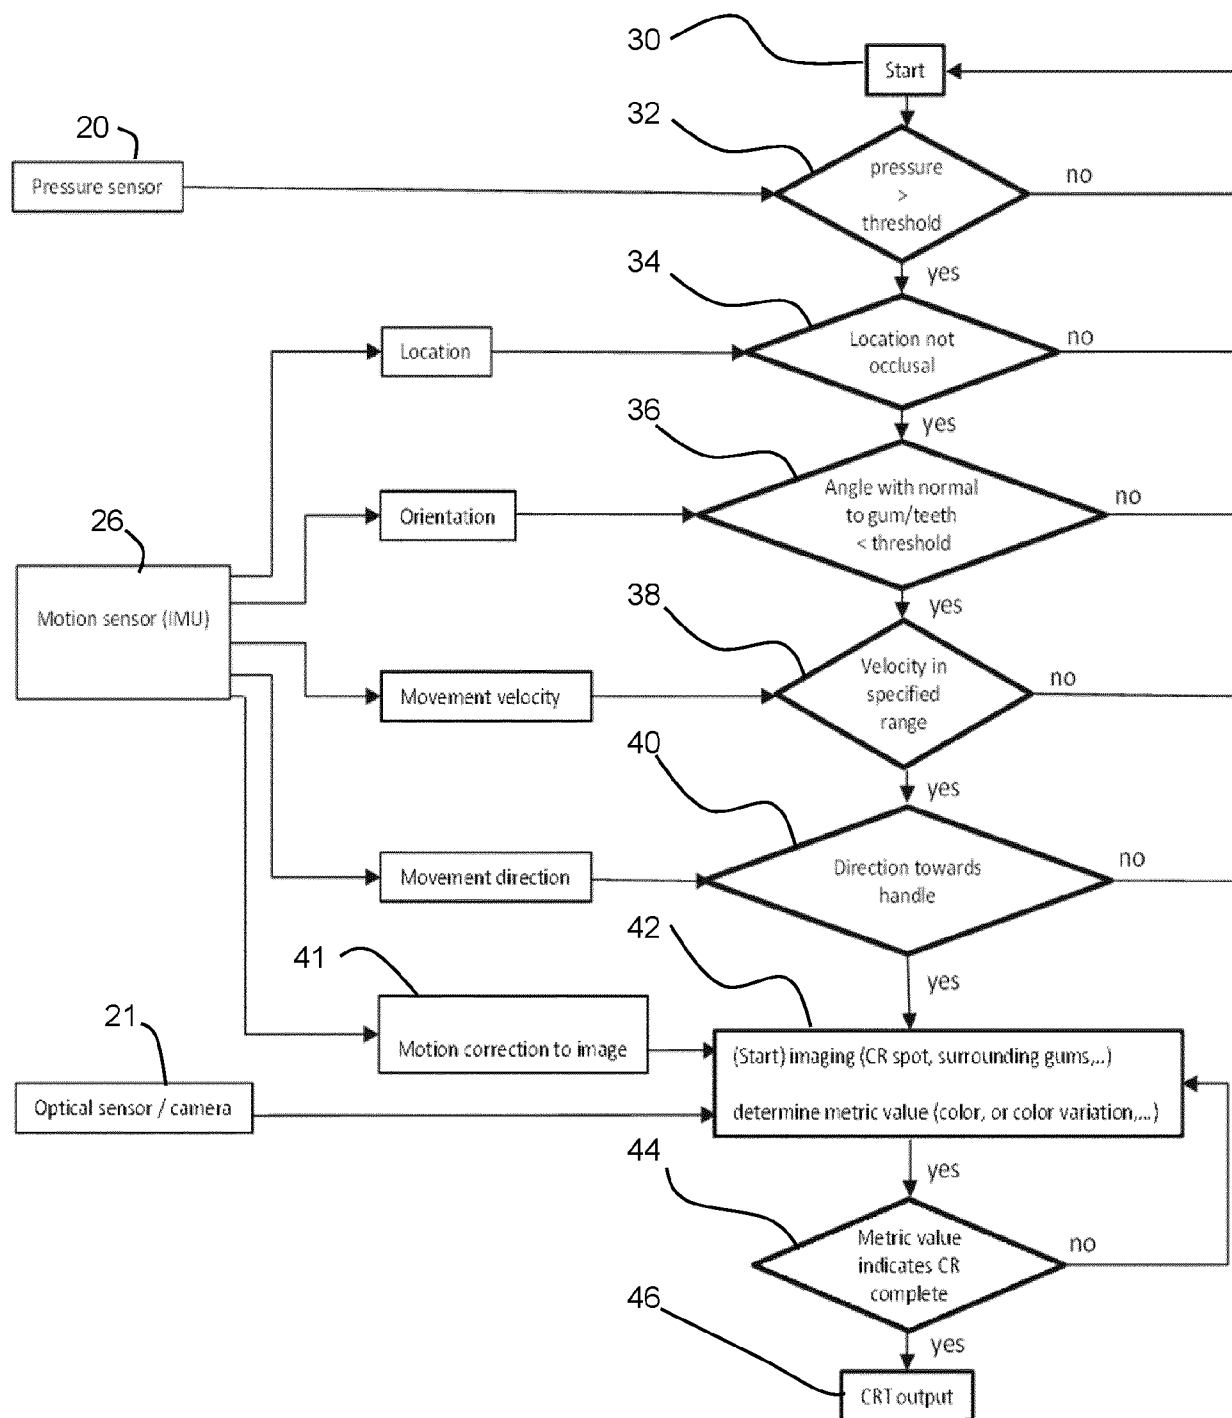 30
Start
32
20
Pressure sensor
pressure
>
threshold
no
yes
34
Location
Location not
occlusal
no
yes
36
Orientation
Angle with normal
to gum/teeth
< threshold
no
yes
26
Motion sensor (IMU)
38
Movement velocity
Velocity in
specified
range
no
yes
40
Movement direction
Direction towards
handle
no
yes
42
41
Motion correction to image
21
Optical sensor / camera
(Start) imaging (CR spot, surrounding gums,..)
determine metric value (color, or color variation,...)
yes
44
Metric value
indicates CR
complete
no
yes
46
CRT output